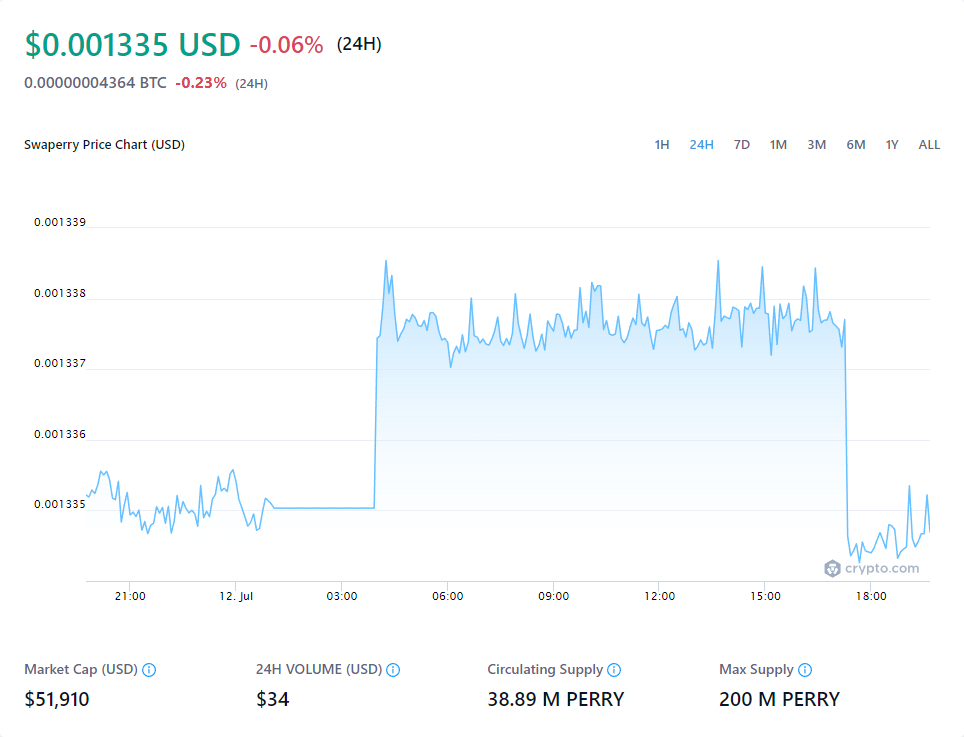 $0.001335 USD -0.06% (24H)
0.00000004364 BTC -0.23% (24H)
Swaperry Price Chart (USD) 1H 24H 7D 1M 3M 6M 1Y ALL
0.001339
0.001338
0.001337
0.001336
0.001335
crypto.com
21:00 12. Jul 03:00 06:00 09:00 12:00 15:00 18:00
Market Cap (USD) 24H VOLUME (USD) Circulating Supply Max Supply
$51,910 $34 38.89 M PERRY 200 M PERRY